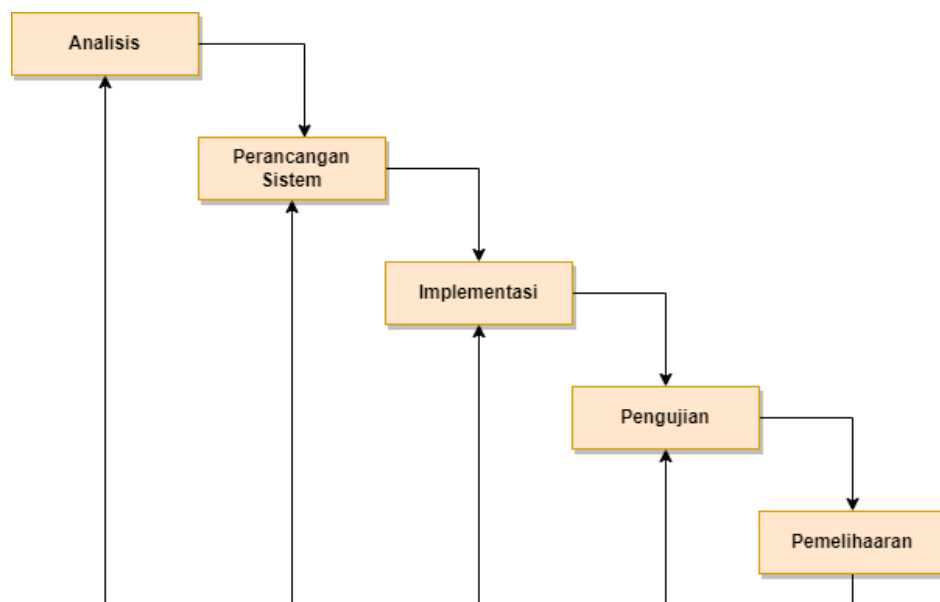 Analisis
Perancangan
Sistem
Implementasi
Pengujian
Pemelihaaran